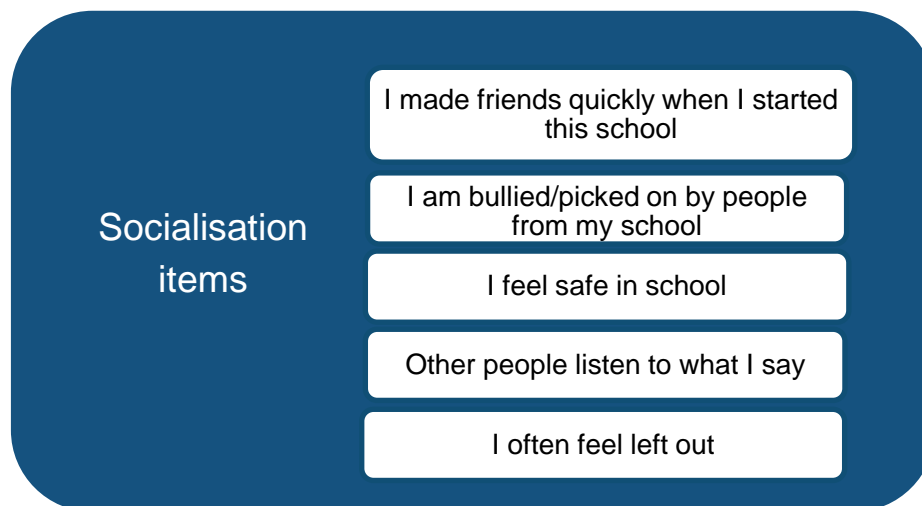 Socialisation
items
I made friends quickly when I started
this school
I am bullied/picked on by people
from my school
I feel safe in school
Other people listen to what I say
I often feel left out